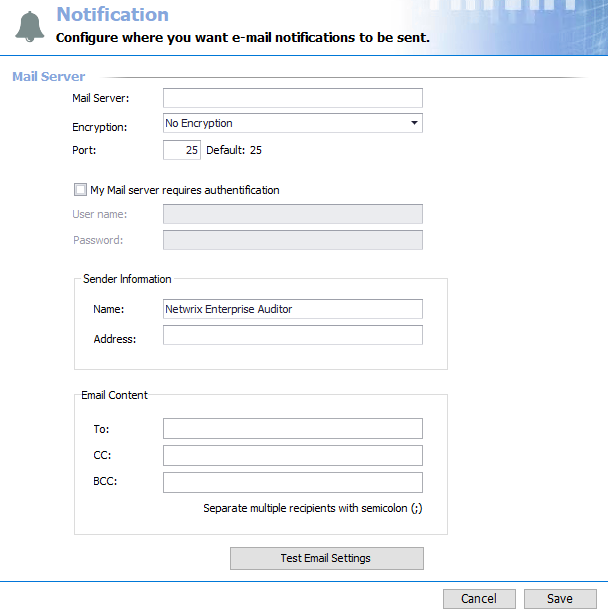 Notification
Configure where you want e-mail notifications to be sent.
Mail Server
Mail Server:
Encryption: No Encryption
Port: 25 Default: 25
My Mail server requires authentication
User name:
Password:
Sender Information
Name: Netwrix Enterprise Auditor
Address:
Email Content
To:
CC:
BCC:
Separate multiple recipients with semicolon (;)
Test Email Settings
Cancel Save